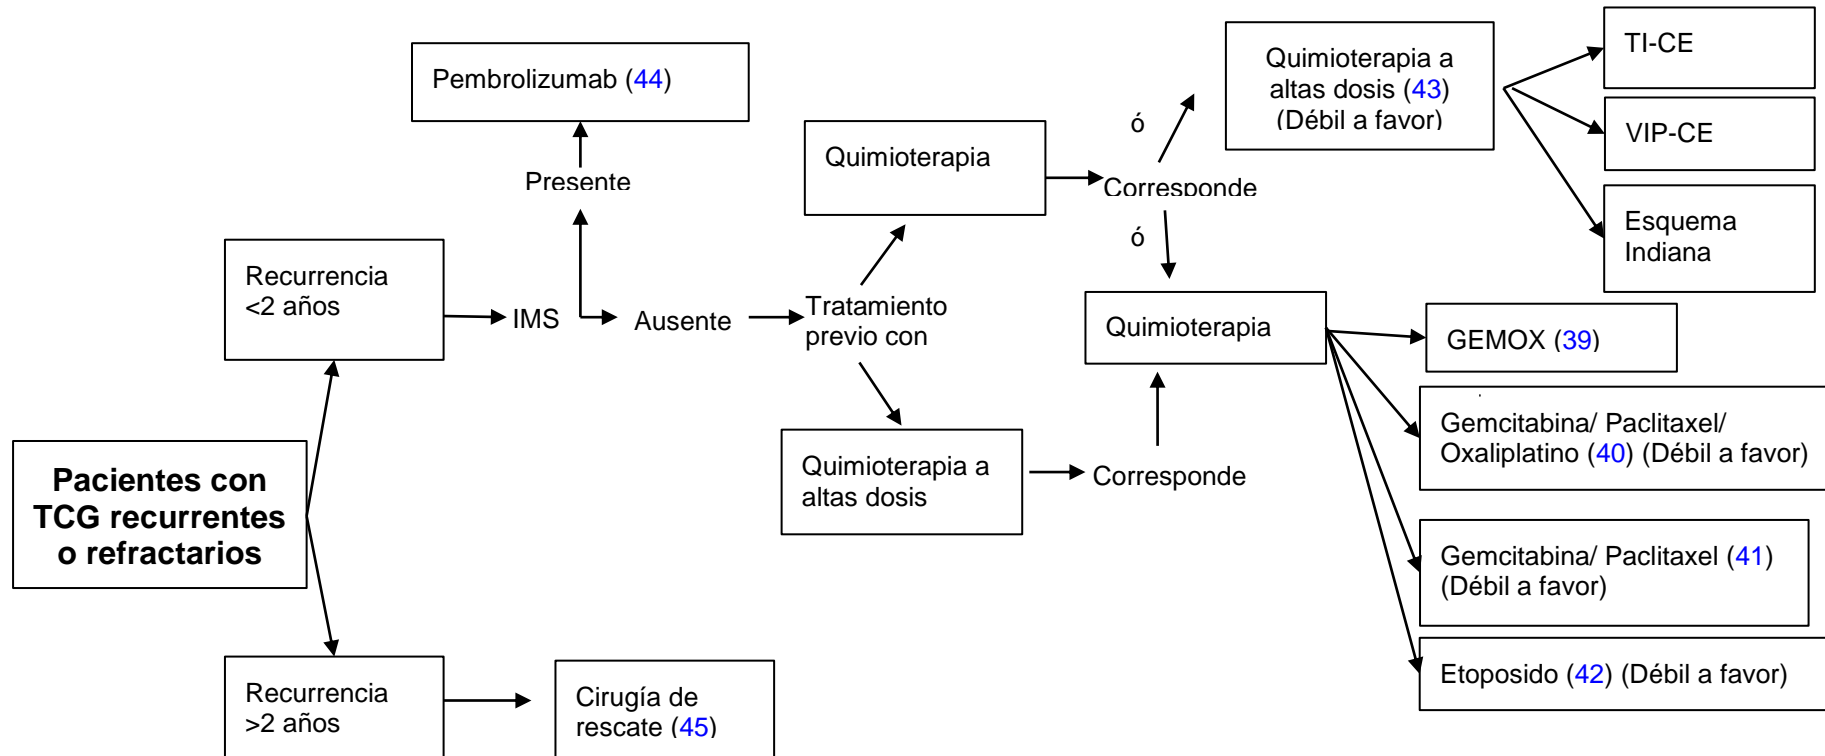 Pembrolizumab (44)
Presente
Recurrencia
<2 años
IMS
Ausente
Tratamiento
previo con
Quimioterapia
ó
Corresponde
ó
Quimioterapia a
altas dosis (43)
(Débil a favor)
TI-CE
VIP-CE
Esquema
Indiana
Quimioterapia
GEMOX (39)
Gemcitabina/ Paclitaxel/
Oxaliplatino (40) (Débil a favor)
Gemcitabina/ Paclitaxel (41)
(Débil a favor)
Etoposido (42) (Débil a favor)
Quimioterapia a
altas dosis
Corresponde
Pacientes con
TCG recurrentes
o refractarios
Recurrencia
>2 años
Cirugía de
rescate (45)